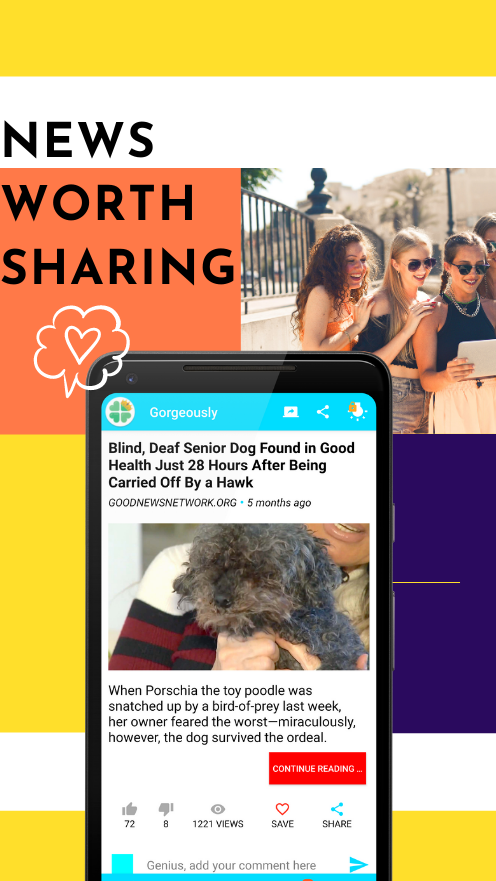 NEWS
WORTH
SHARING
Gorgeously
Blind, Deaf Senior Dog Found in Good
Health Just 28 Hours After Being
Carried Off By a Hawk
GOODNEWSNETWORK.ORG • 5 months ago
When Porschia the toy poodle was
snatched up by a bird-of-prey last week,
her owner feared the worst—miraculously,
however, the dog survived the ordeal.
CONTINUE READING ...
72 8 1221 VIEWS SAVE SHARE
Genius, add your comment here